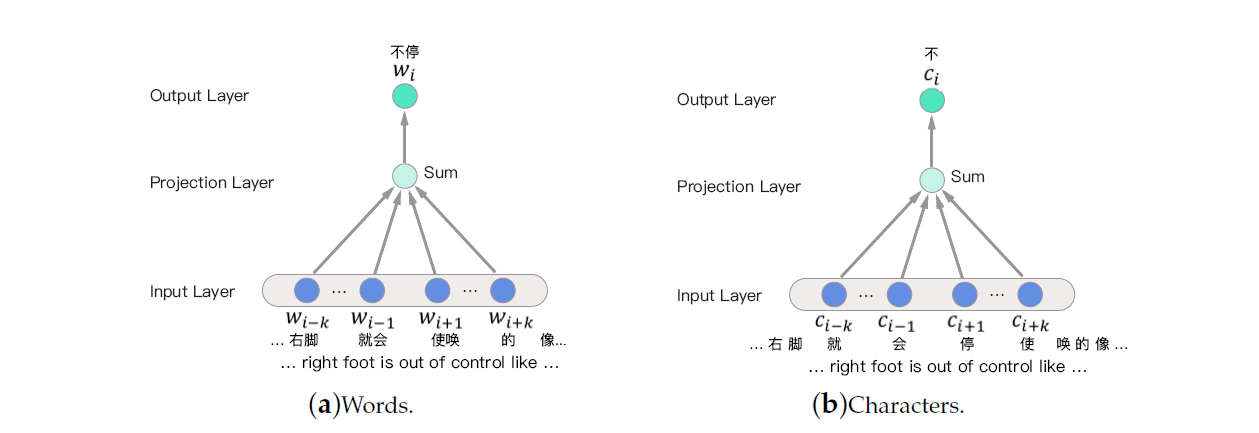 不停
w_i
Output Layer
Sum
Projection Layer
Input Layer
... ...
w_{i−k} w_{i−1} w_{i+1} w_{i+k}
... 右脚 就会 使唤 的 像...
... right foot is out of control like ...
(a)Words.
不
c_i
Output Layer
Sum
Projection Layer
Input Layer
... ...
c_{i−k} c_{i−1} c_{i+1} c_{i+k}
... 右 脚 就 会 停 使 唤 的 像 ...
... right foot is out of control like ...
(b)Characters.